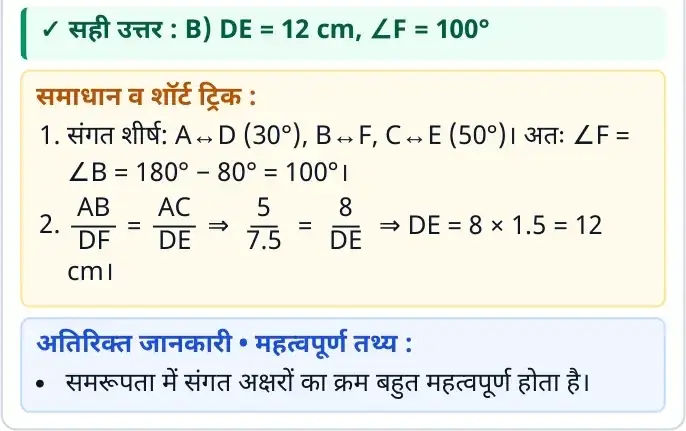 ✓ सही उत्तर : B) DE = 12 cm, ∠F = 100°
समाधान व शॉर्ट ट्रिक :
1. संगत शीर्ष: A↔D (30°), B↔F, C↔E (50°)। अतः ∠F =
∠B = 180° − 80° = 100°।
2. AB/DF = AC/DE ⇒ 5/7.5 = 8/DE ⇒ DE = 8 × 1.5 = 12
cm।
अतिरिक्त जानकारी • महत्वपूर्ण तथ्य :
• समरूपता में संगत अक्षरों का क्रम बहुत महत्वपूर्ण होता है।